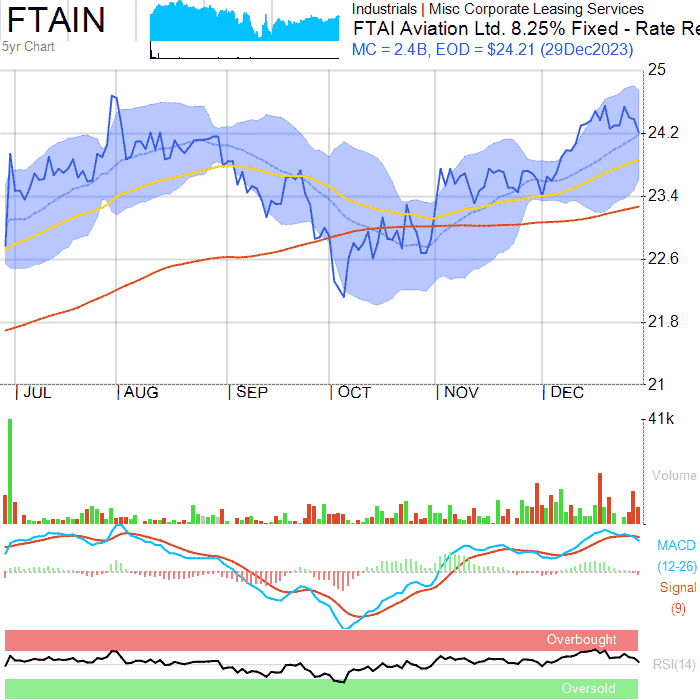 FTAIN
5yr Chart
Industrials | Misc Corporate Leasing Services
FTAI Aviation Ltd. 8.25% Fixed - Rate Re
MC = 2.4B, EOD = $24.21 (29Dec2023)
25
24.2
23.4
22.6
21.8
21
JUL AUG SEP OCT NOV DEC
41k
Volume
MACD
(12-26)
Signal
(9)
Overbought
RSI(14)
Oversold